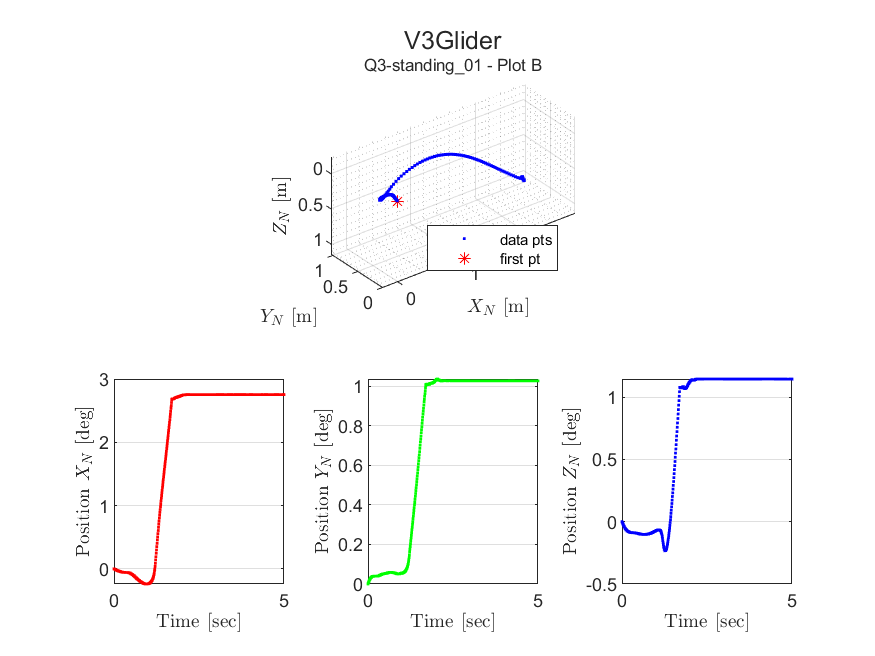 V3Glider
Q3-standing_01 - Plot B
0
0.5
1
Z_N [m]
1
0.5
0
Y_N [m]
0
1
X_N [m]
data pts
first pt
3
2
1
0
Position X_N [deg]
0
5
Time [sec]
1
0.8
0.6
0.4
0.2
0
Position Y_N [deg]
0
5
Time [sec]
1
0.5
0
-0.5
Position Z_N [deg]
0
5
Time [sec]